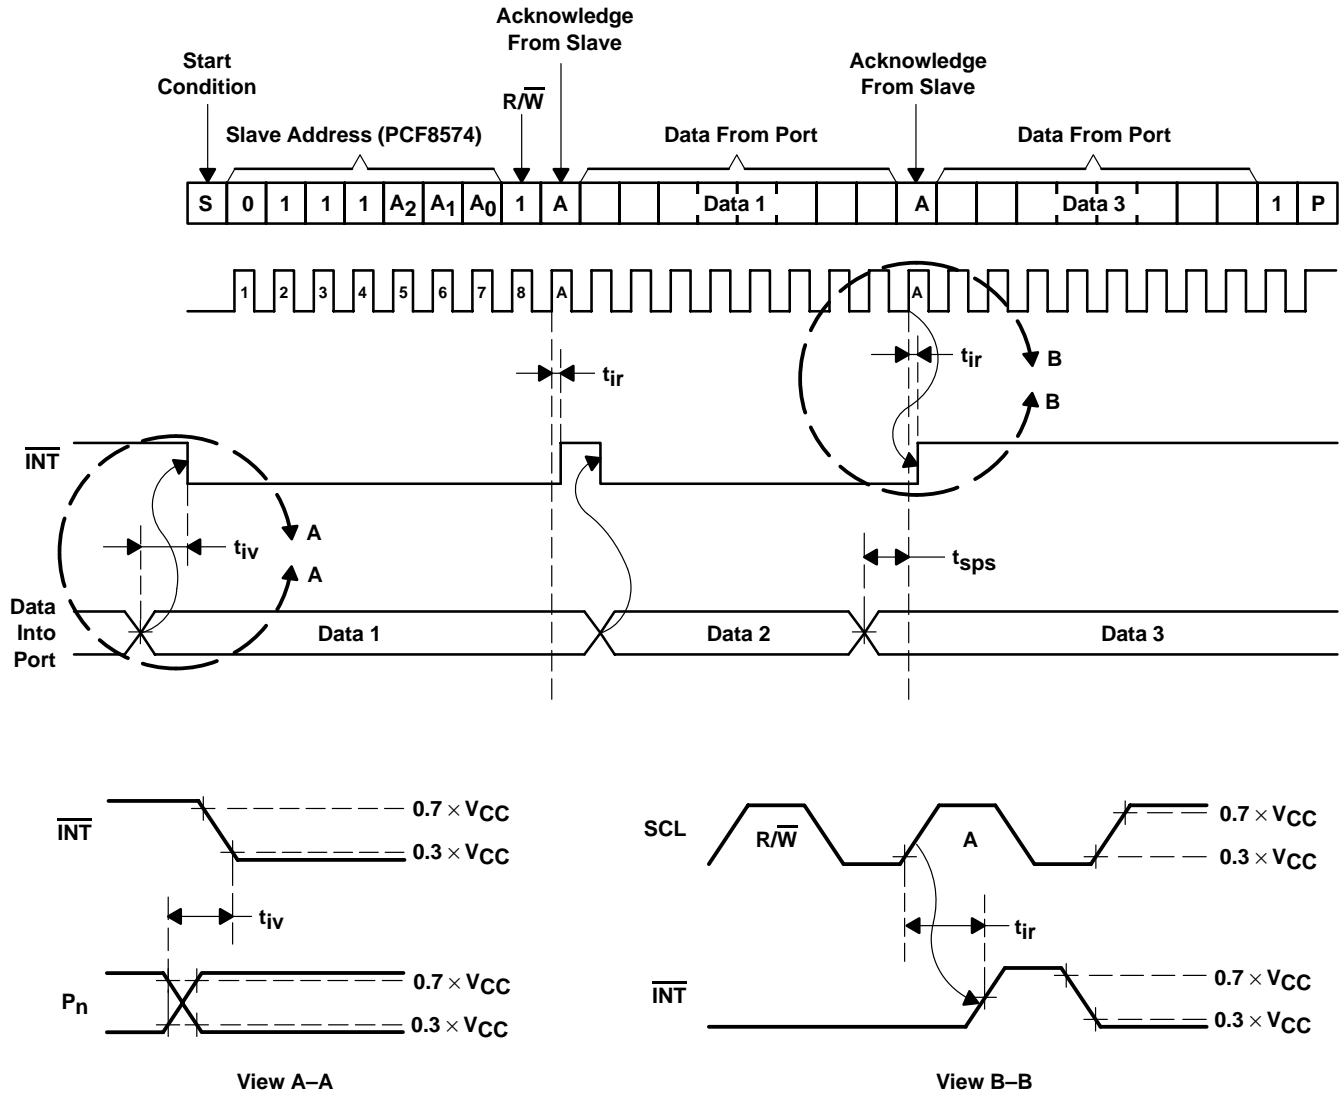 Acknowledge
From Slave
Start
Condition
R/W̅
Acknowledge
From Slave
Slave Address (PCF8574)
Data From Port
Data From Port
S 0 1 1 1 A2 A1 A0 1 A Data 1 A Data 3 1 P
1 2 3 4 5 6 7 8 A A
tir
tir
B
B
I̅N̅T̅
A
A
tiv
tsps
Data
Into
Port
Data 1
Data 2
Data 3
I̅N̅T̅
0.7 × VCC
0.3 × VCC
tiv
Pn
0.7 × VCC
0.3 × VCC
View A–A
SCL
R/W̅
A
0.7 × VCC
0.3 × VCC
tir
I̅N̅T̅
0.7 × VCC
0.3 × VCC
View B–B